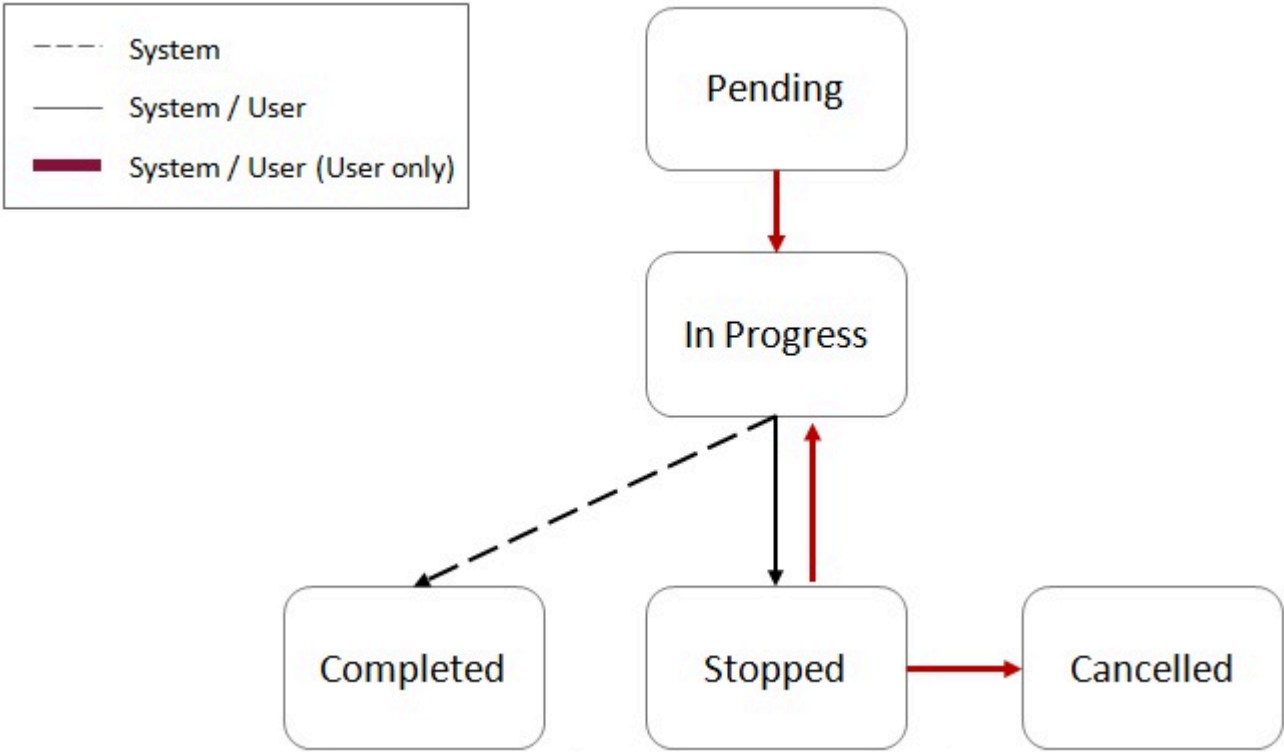 System
System / User
System / User (User only)
Pending
In Progress
Completed
Stopped
Cancelled